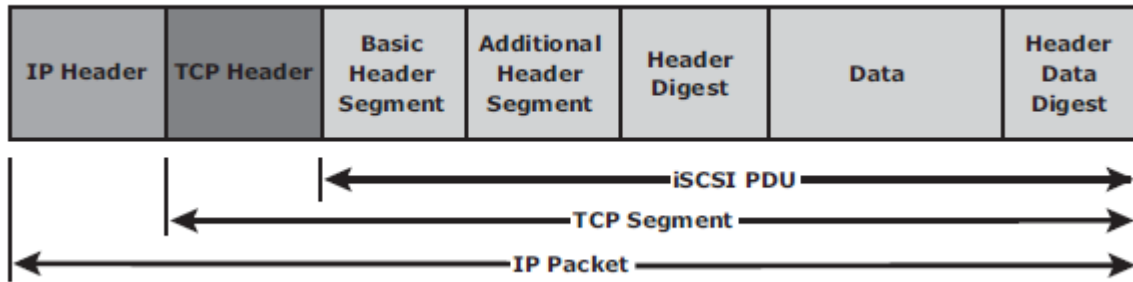 IP Header
TCP Header
Basic
Header
Segment
Additional
Header
Segment
Header
Digest
Data
Header
Data
Digest
iSCSI PDU
TCP Segment
IP Packet